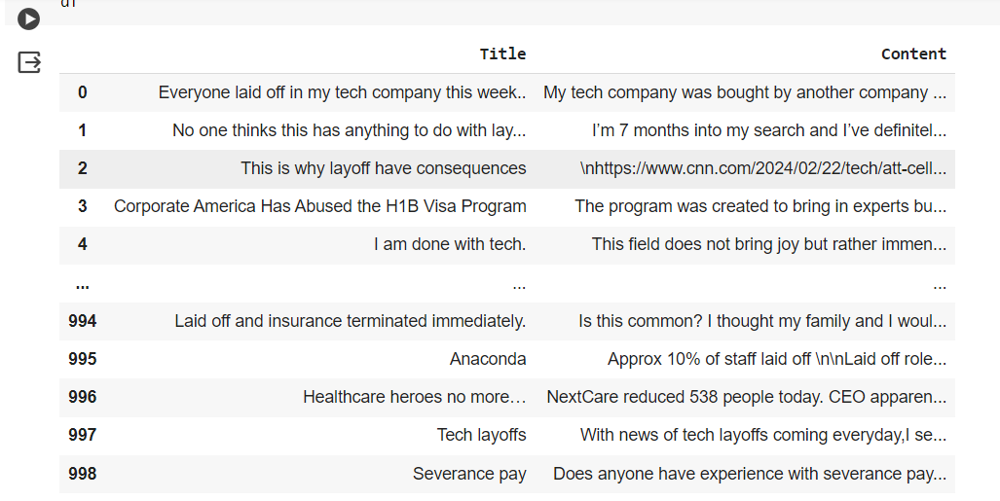 df
Title Content
0 Everyone laid off in my tech company this week.. My tech company was bought by another company ...
1 No one thinks this has anything to do with lay... I’m 7 months into my search and I’ve definitel...
2 This is why layoff have consequences \nhttps://www.cnn.com/2024/02/22/tech/att-cell...
3 Corporate America Has Abused the H1B Visa Program The program was created to bring in experts bu...
4 I am done with tech. This field does not bring joy but rather immen...
... ... ...
994 Laid off and insurance terminated immediately. Is this common? I thought my family and I woul...
995 Anaconda Approx 10% of staff laid off \n\nLaid off role...
996 Healthcare heroes no more… NextCare reduced 538 people today. CEO apparen...
997 Tech layoffs With news of tech layoffs coming everyday,I se...
998 Severance pay Does anyone have experience with severance pay...